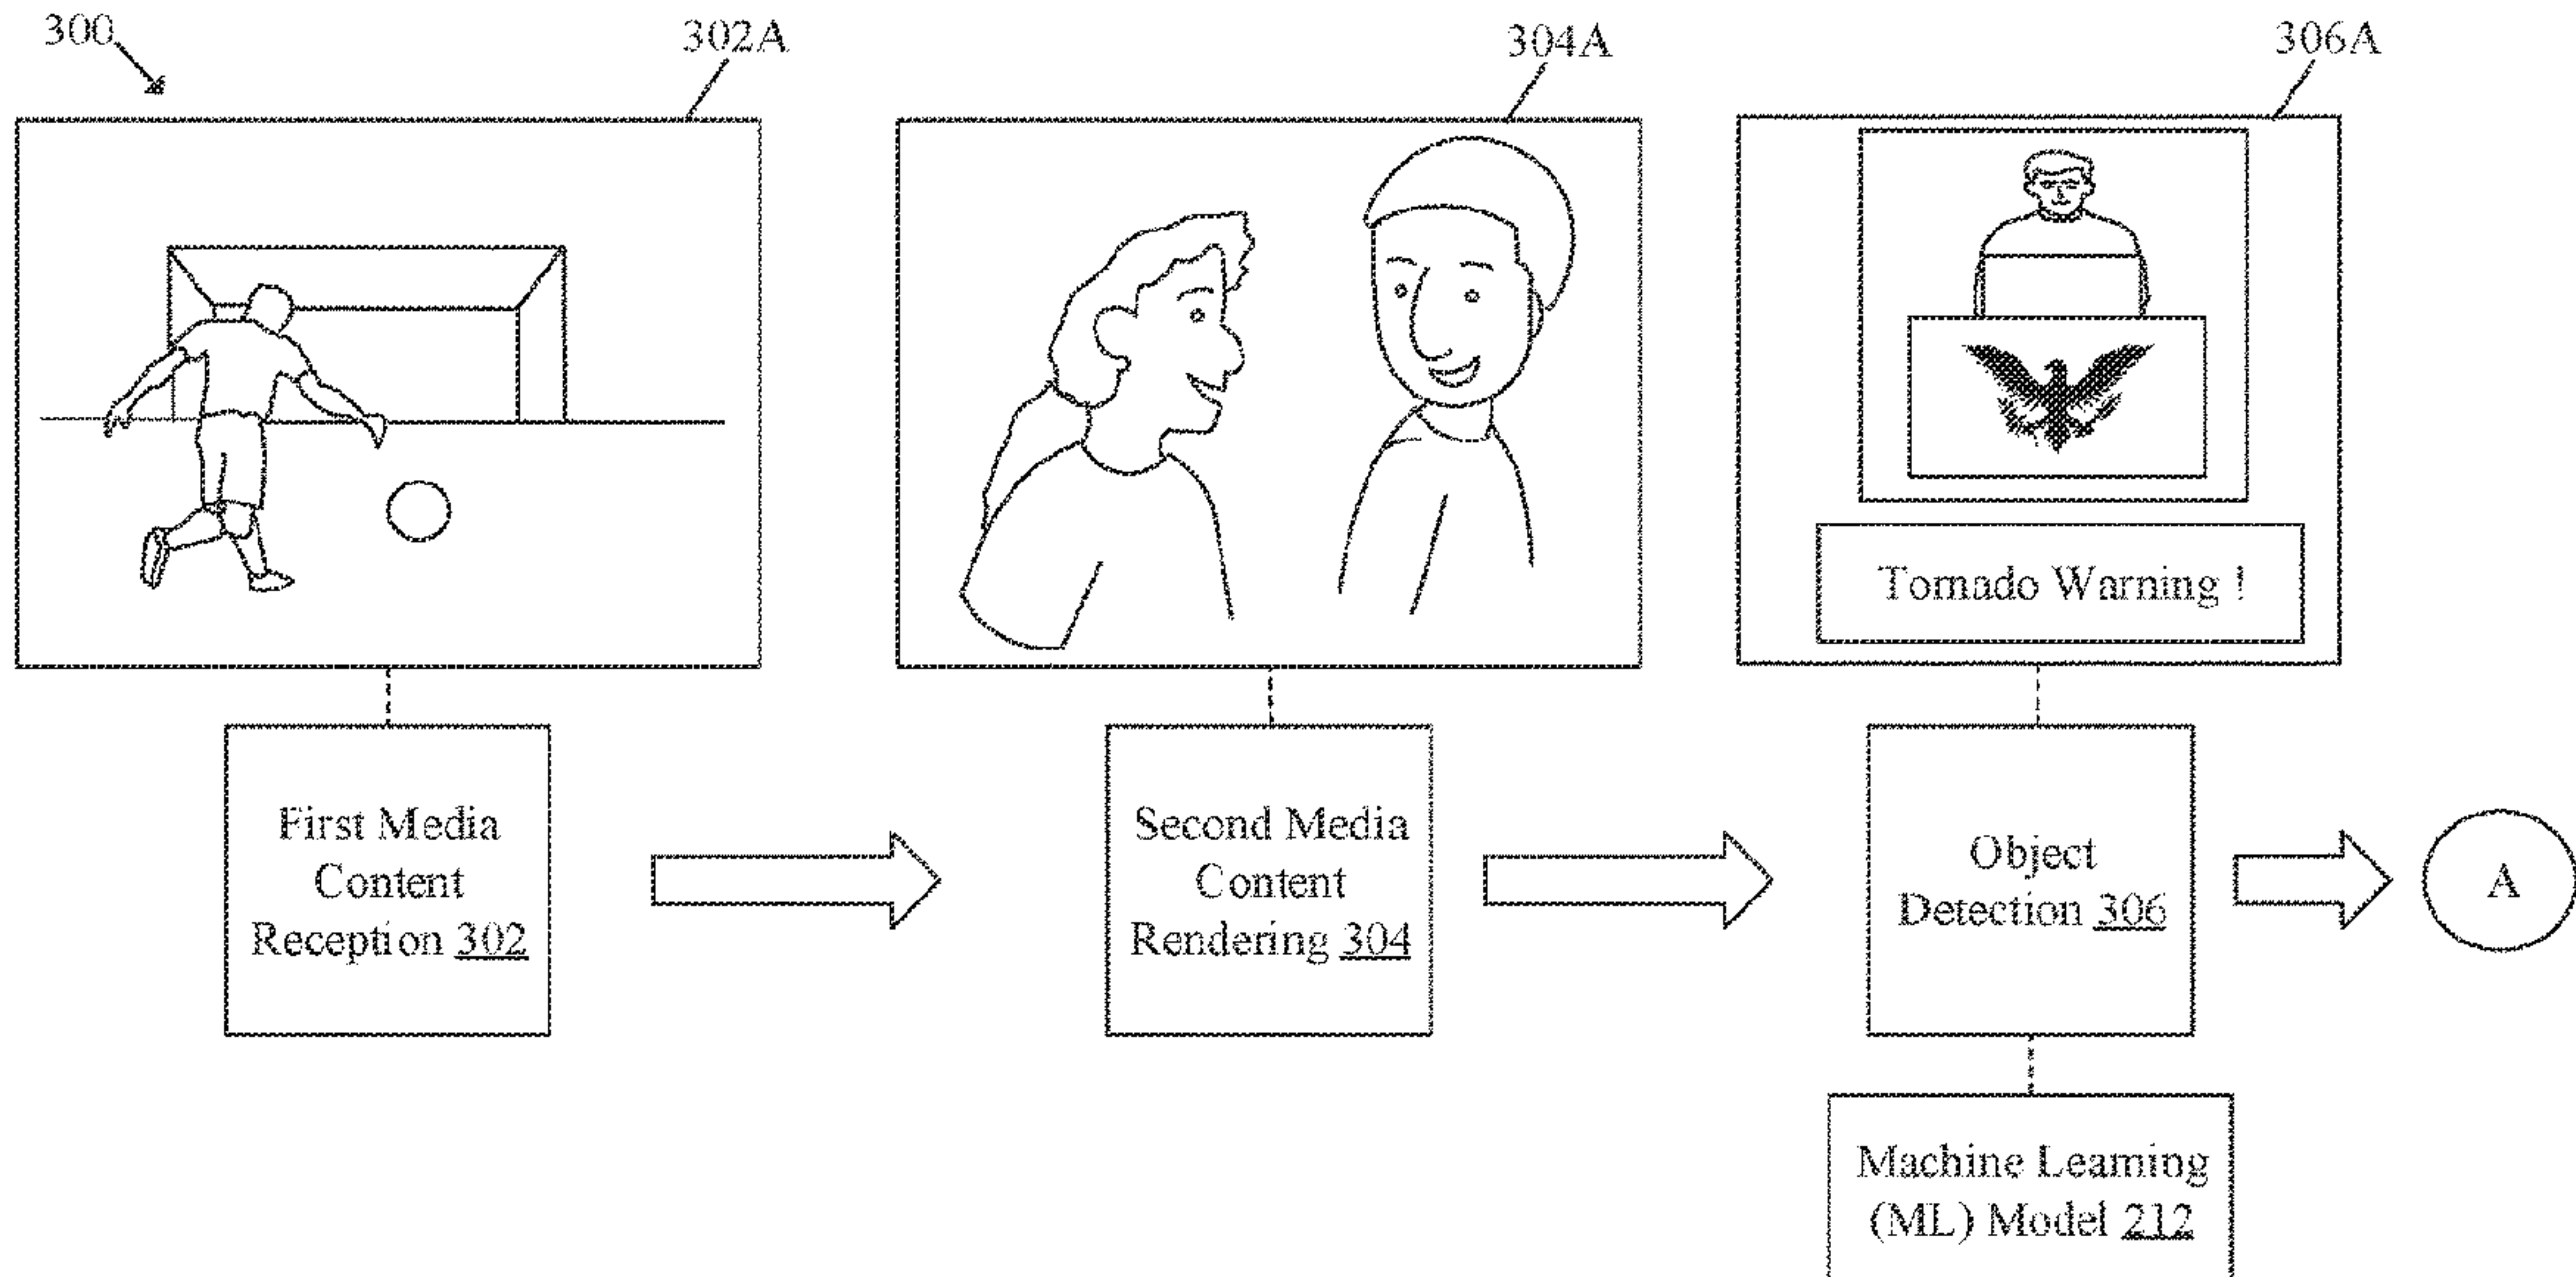 300
302A
304A
306A
Tornado Warning !
First Media
Content
Reception 302
Second Media
Content
Rendering 304
Object
Detection 306
A
Machine Learning
(ML) Model 212